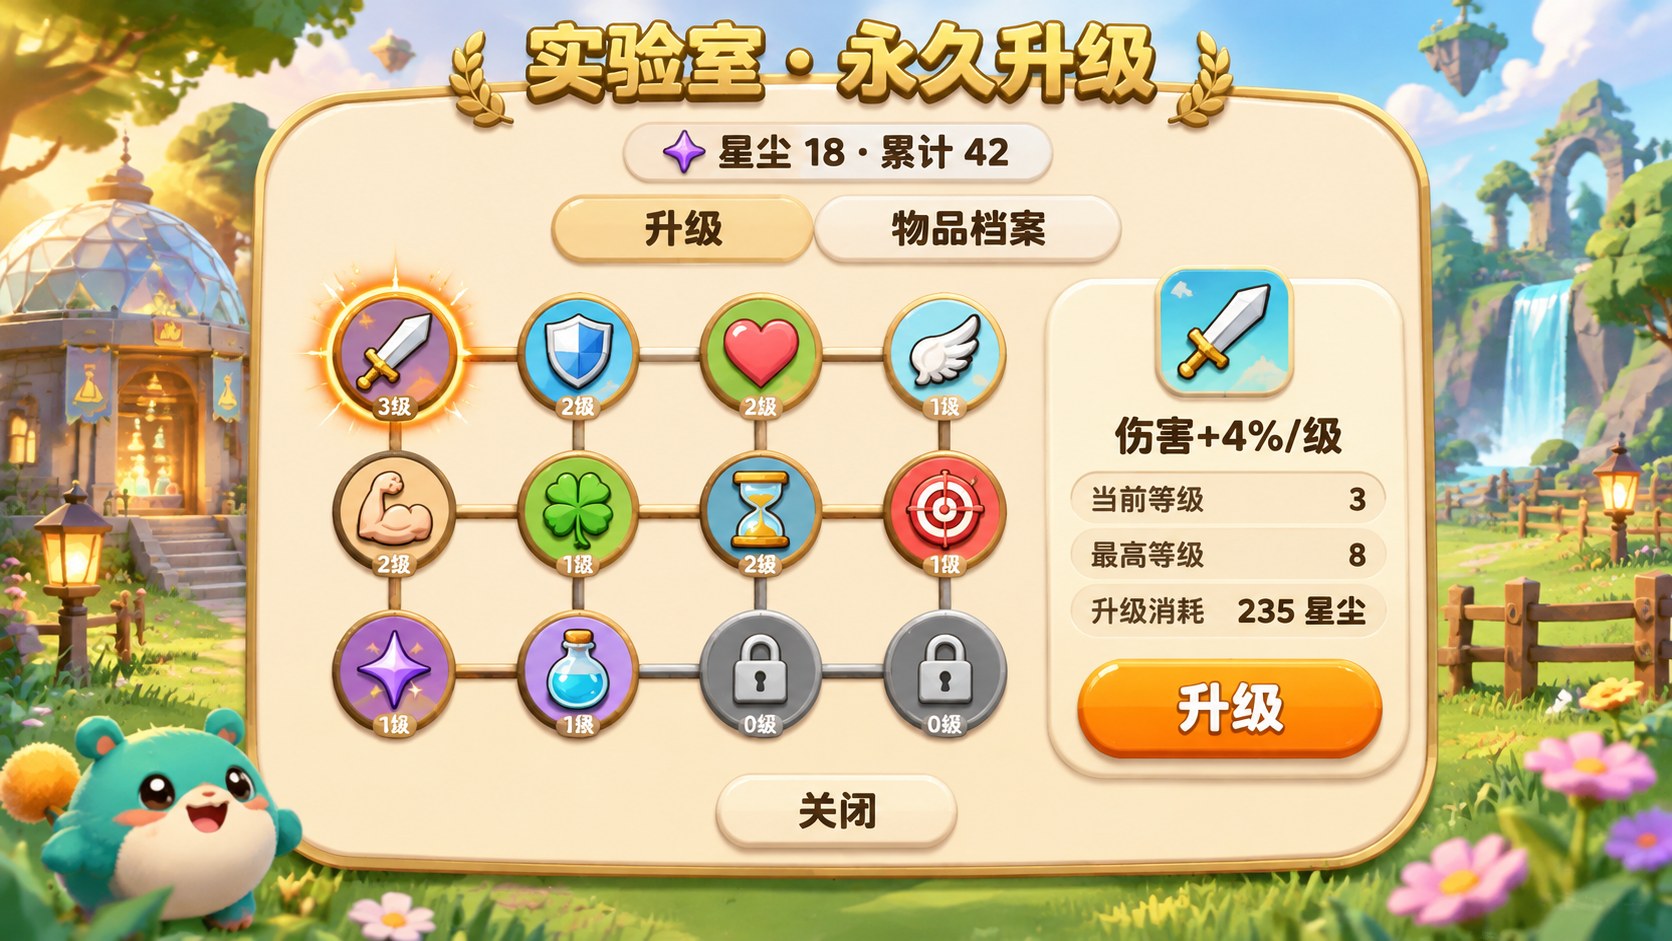 实验室·永久升级
星尘 18 · 累计 42
升级
物品档案
3级
2级
2级
1级
2级
1级
2级
1级
1级
1级
0级
0级
伤害+4%/级
当前等级 3
最高等级 8
升级消耗 235 星尘
升级
关闭